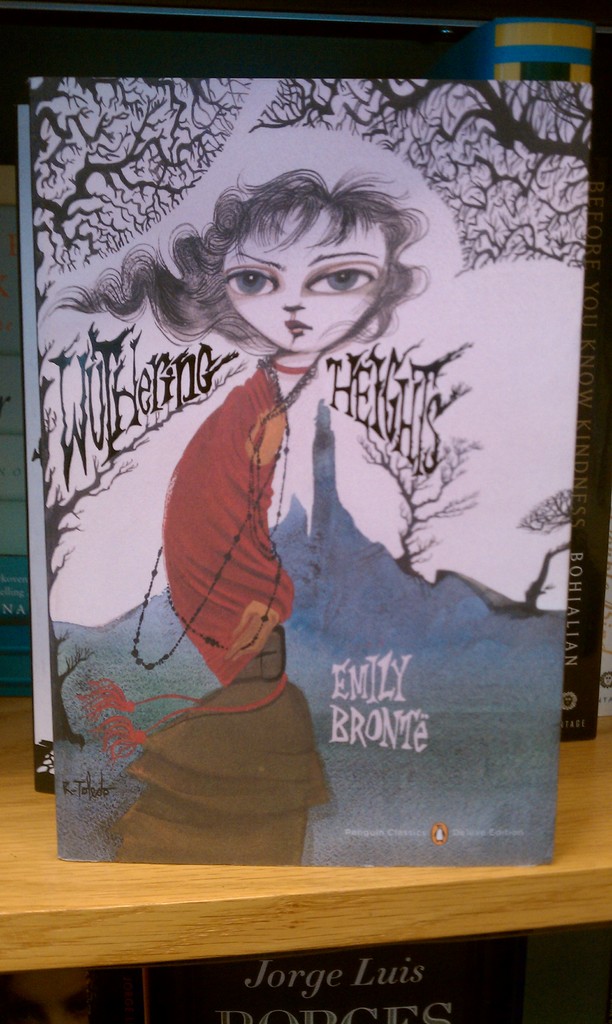 WUTHering
HEIGHTS
EMILY
BRONTë
R. Toledo
Penguin Classics Deluxe Edition
BEFORE YOU KNOW KINDNESS BOHJALIAN
Jorge Luis
BORGES